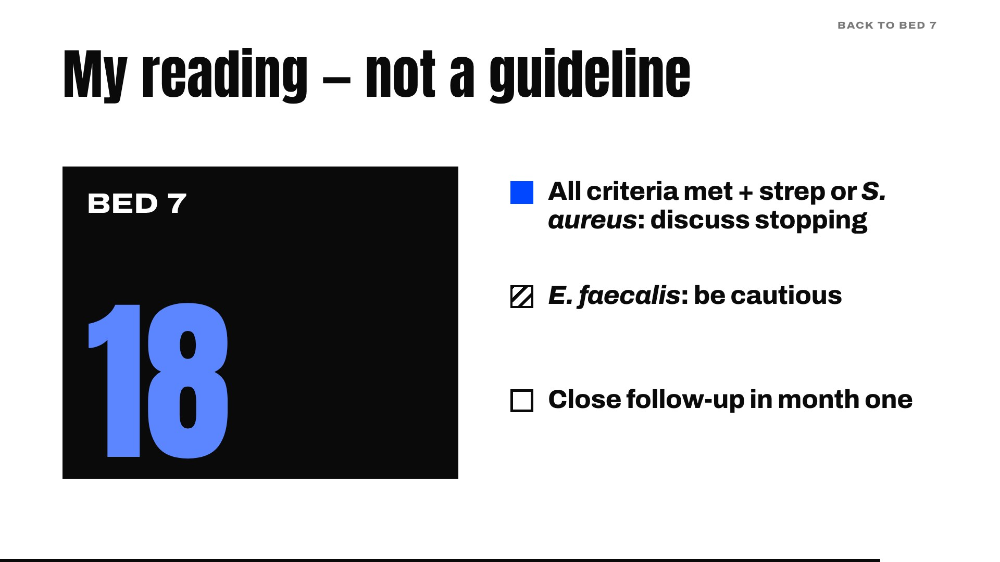 BACK TO BED 7
My reading – not a guideline
BED 7
18
All criteria met + strep or S.
aureus: discuss stopping
E. faecalis: be cautious
Close follow-up in month one